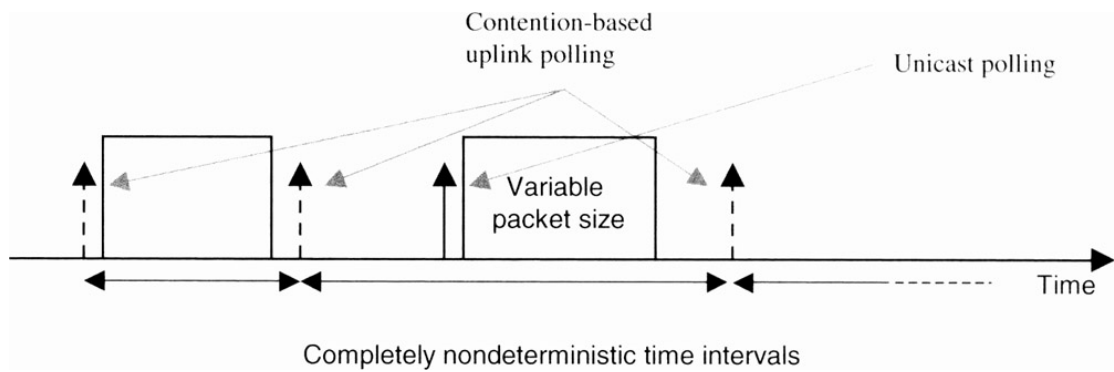 Contention-based
uplink polling
Unicast polling
Variable
packet size
Time
Completely nondeterministic time intervals